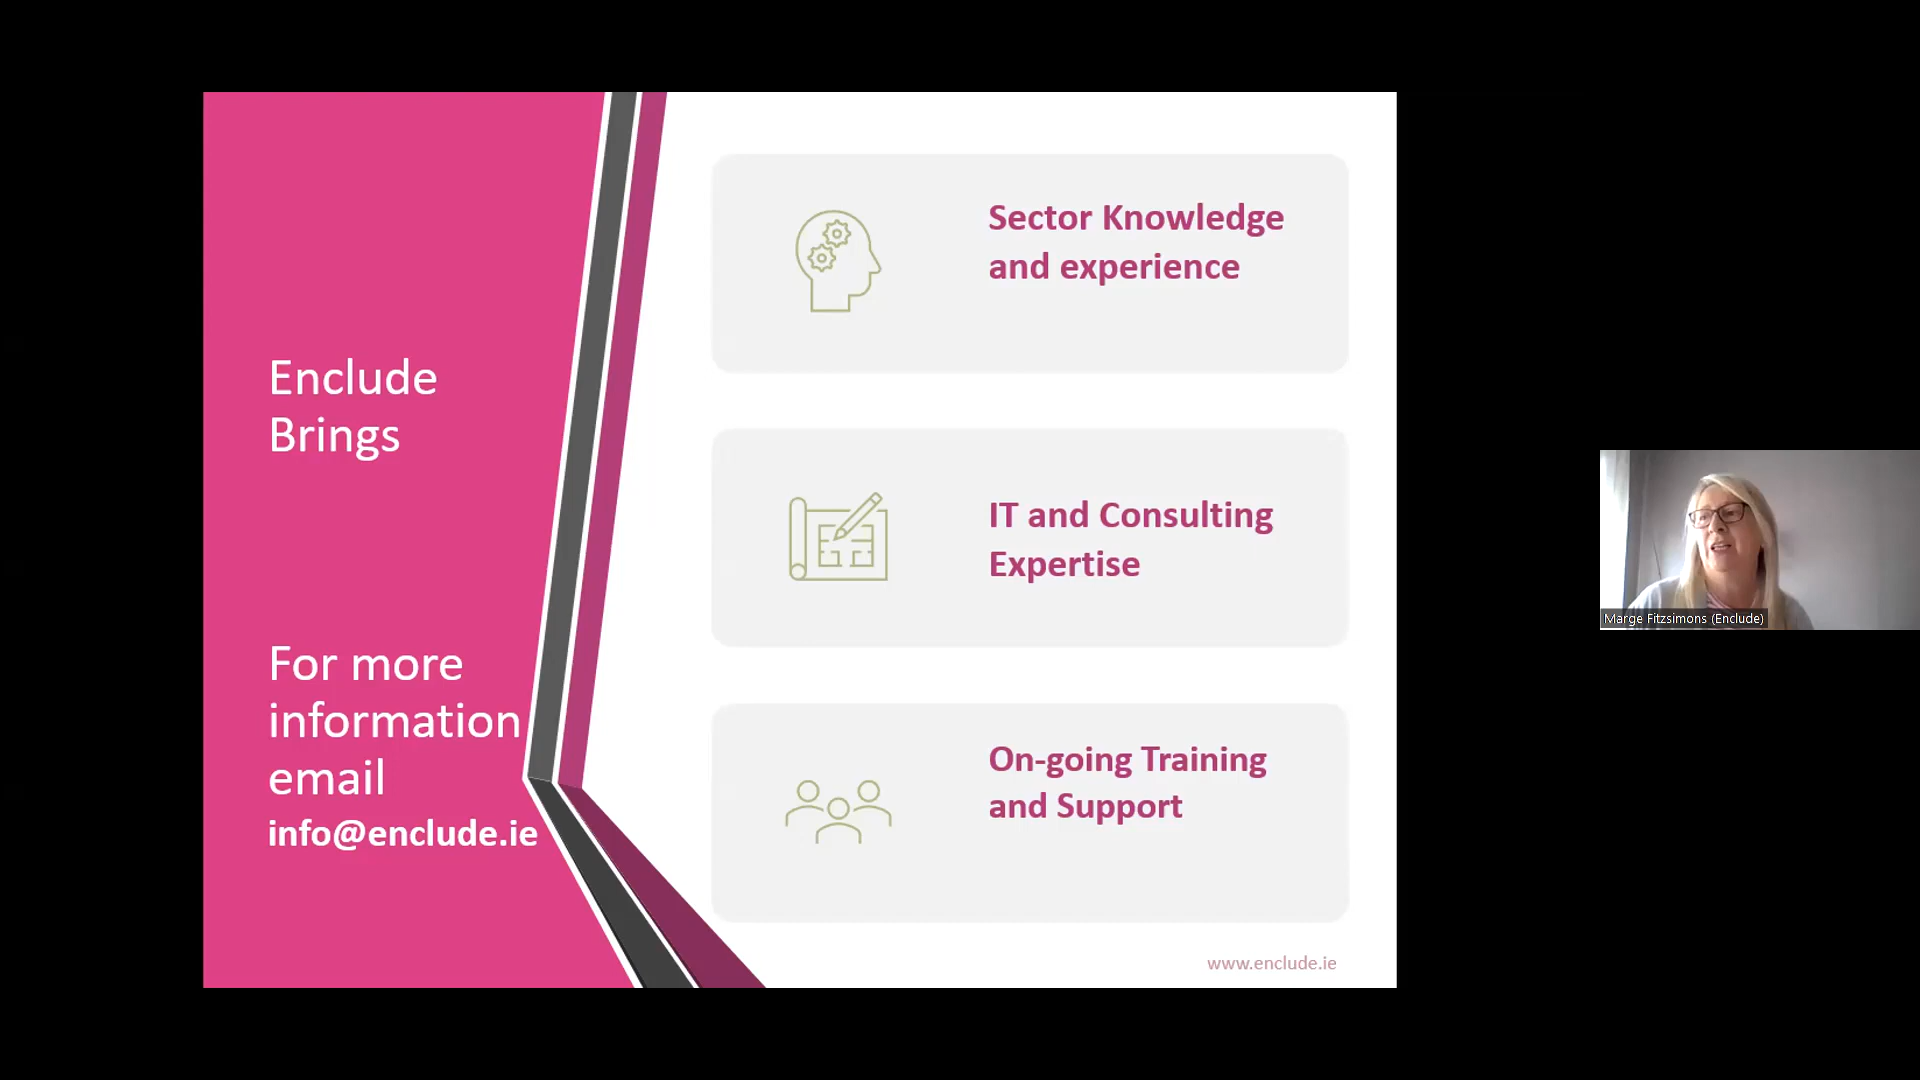 Enclude
Brings
For more
information
email
info@enclude.ie
Sector Knowledge
and experience
IT and Consulting
Expertise
On-going Training
and Support
www.enclude.ie
Marge Fitzsimons (Enclude)